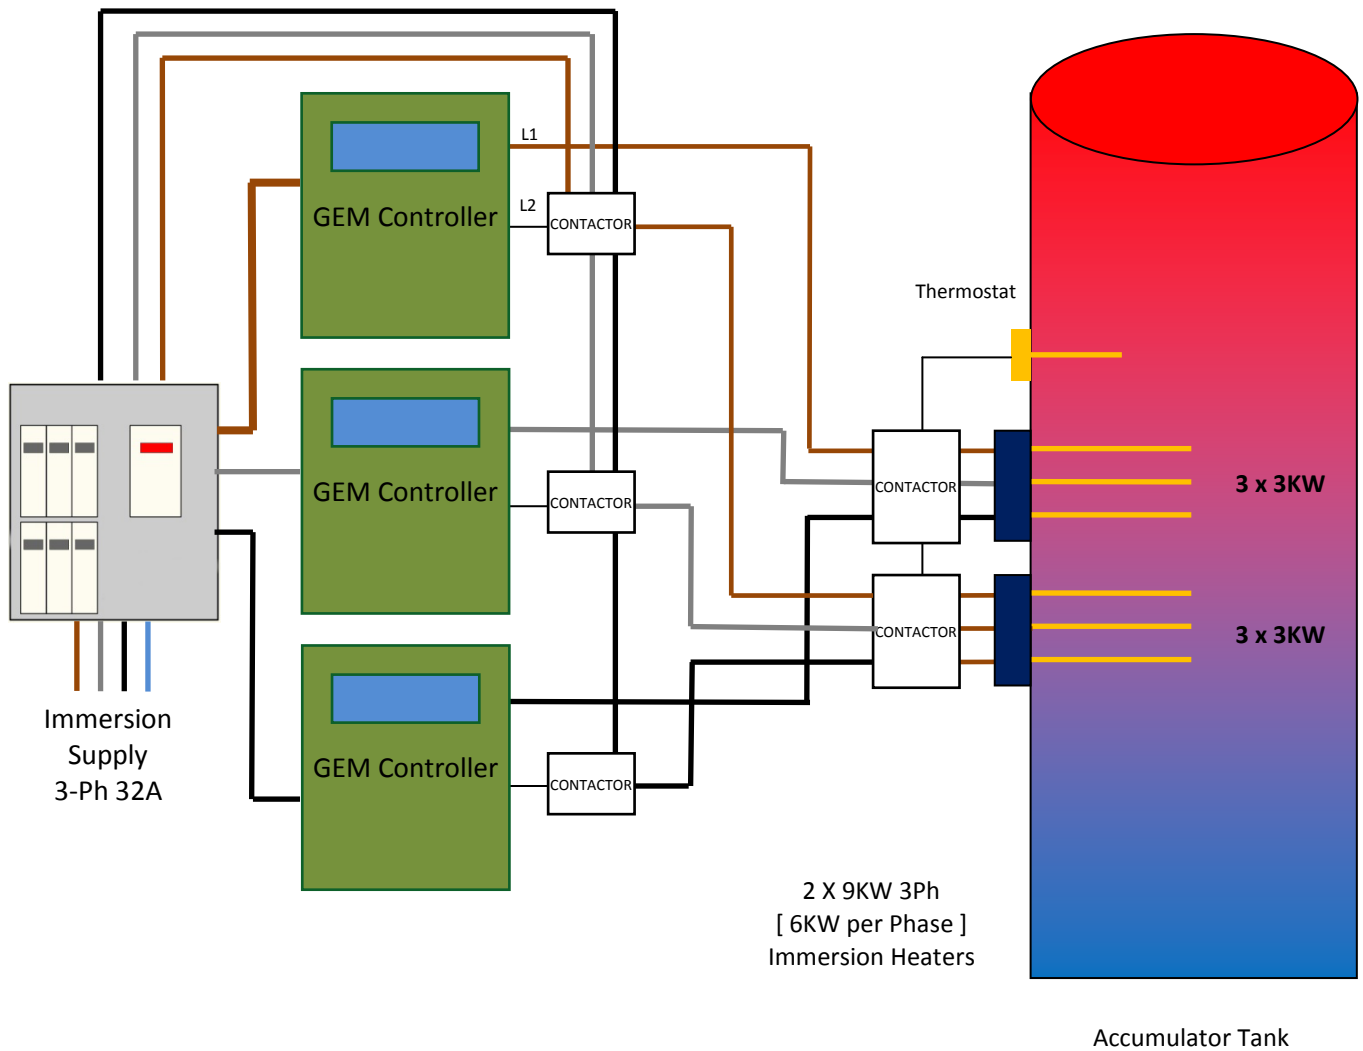 L1
GEM Controller
L2
CONTACTOR
Thermostat
GEM Controller
CONTACTOR
CONTACTOR
3 x 3KW
CONTACTOR
3 x 3KW
Immersion
Supply
3-Ph 32A
GEM Controller
CONTACTOR
2 X 9KW 3Ph
[ 6KW per Phase ]
Immersion Heaters
Accumulator Tank